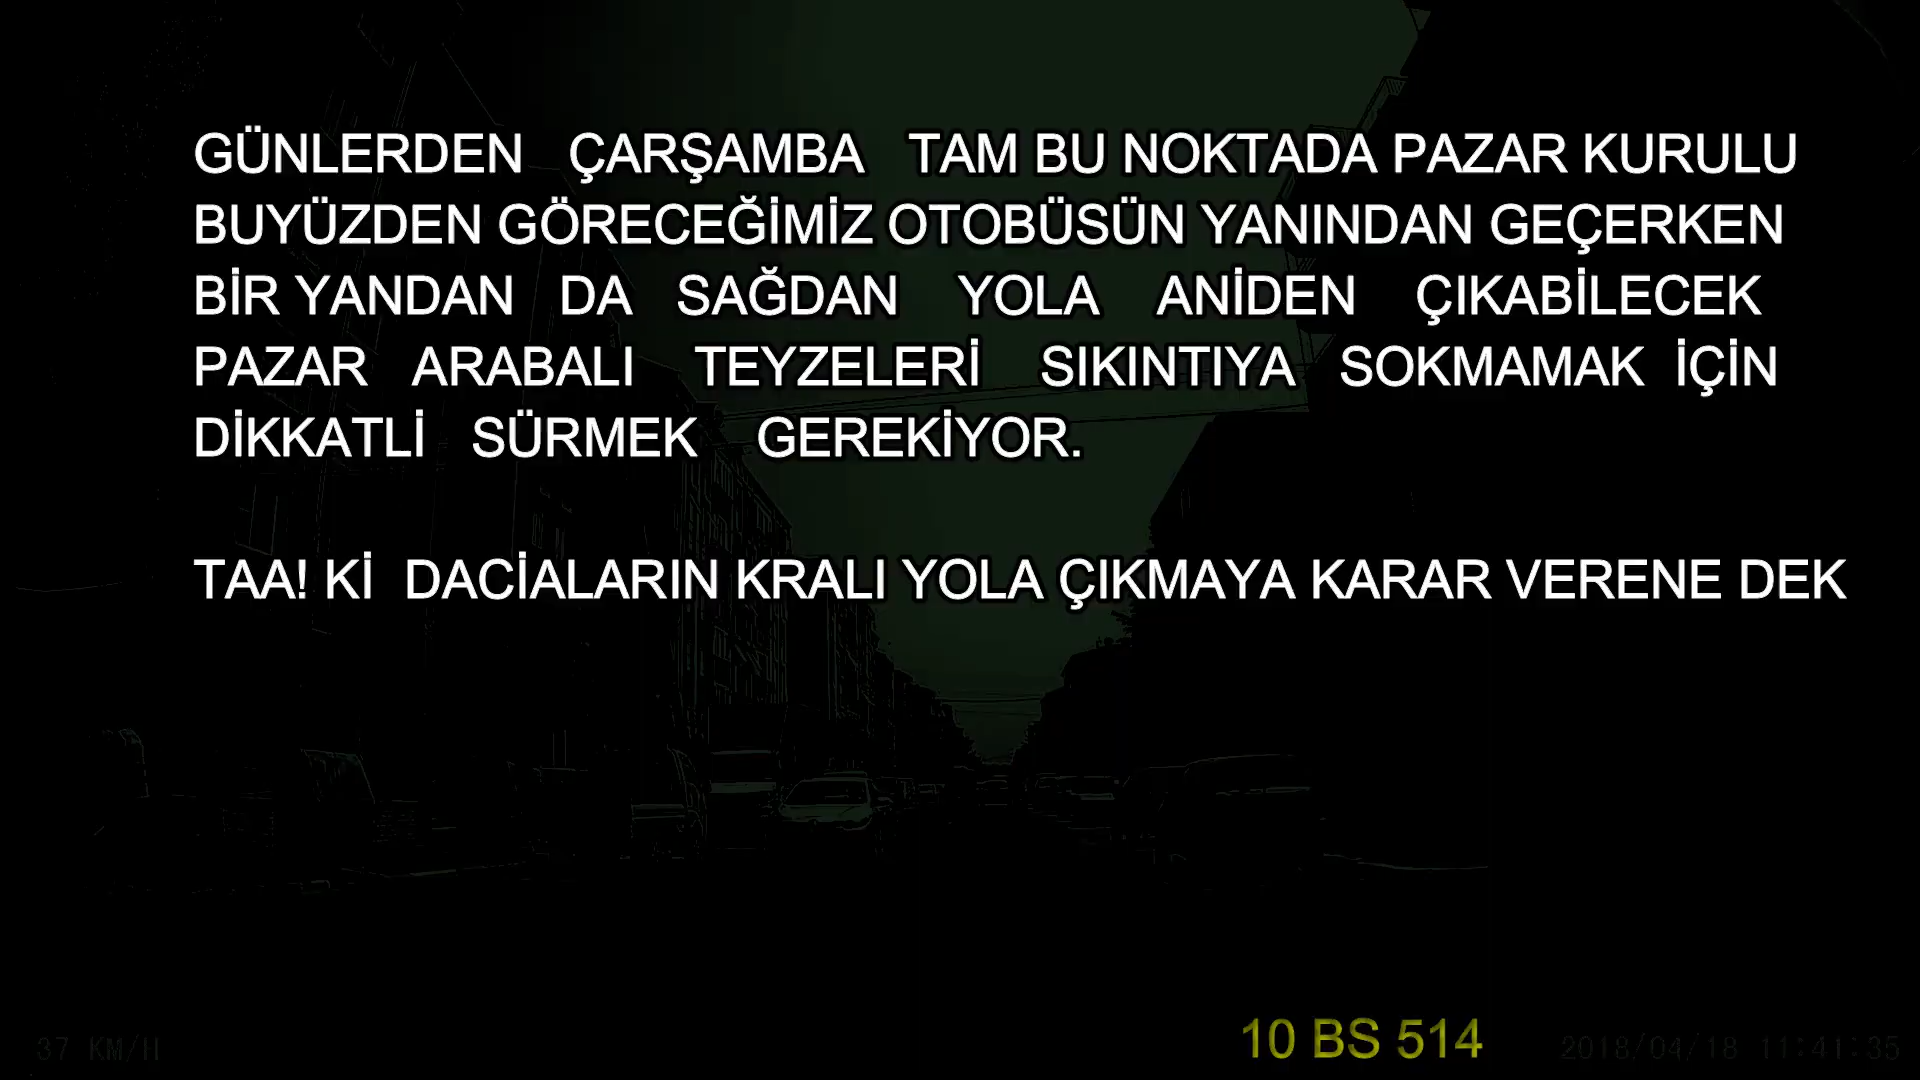 GÜNLERDEN ÇARŞAMBA TAM BU NOKTADA PAZAR KURULU
BUYÜZDEN GÖRECEĞİMİZ OTOBÜSÜN YANINDAN GEÇERKEN
BİR YANDAN DA SAĞDAN YOLA ANİDEN ÇIKABİLECEK
PAZAR ARABALI TEYZELERİ SIKINTIYA SOKMAMAK İÇİN
DİKKATLİ SÜRMEK GEREKİYOR.
TAA! Kİ DACİALARIN KRALI YOLA ÇIKMAYA KARAR VERENE DEK
10 BS 514
37 KM/H
2018/04/18 11:41:35